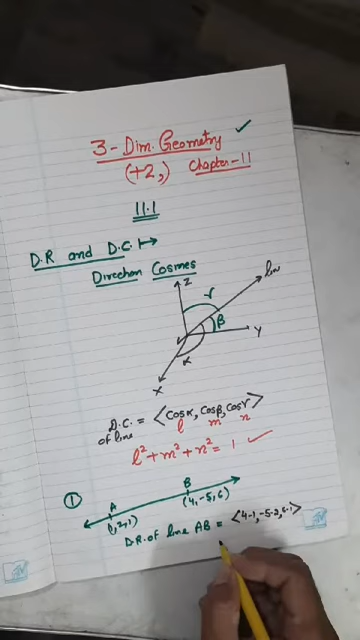 3- Dim. Geometry
(+2, Chapter-11
11.1
D.R and D.C. ↦
Direction Cosines
Z
γ
line
β
Y
α
X
D.C. = <cosα, cosβ, cosγ>
of line l m n
l² + m² + n² = 1
① A B
(1,2,1) (4,-5,6)
D.R. of line AB = <4-1, -5-2, 6-1>